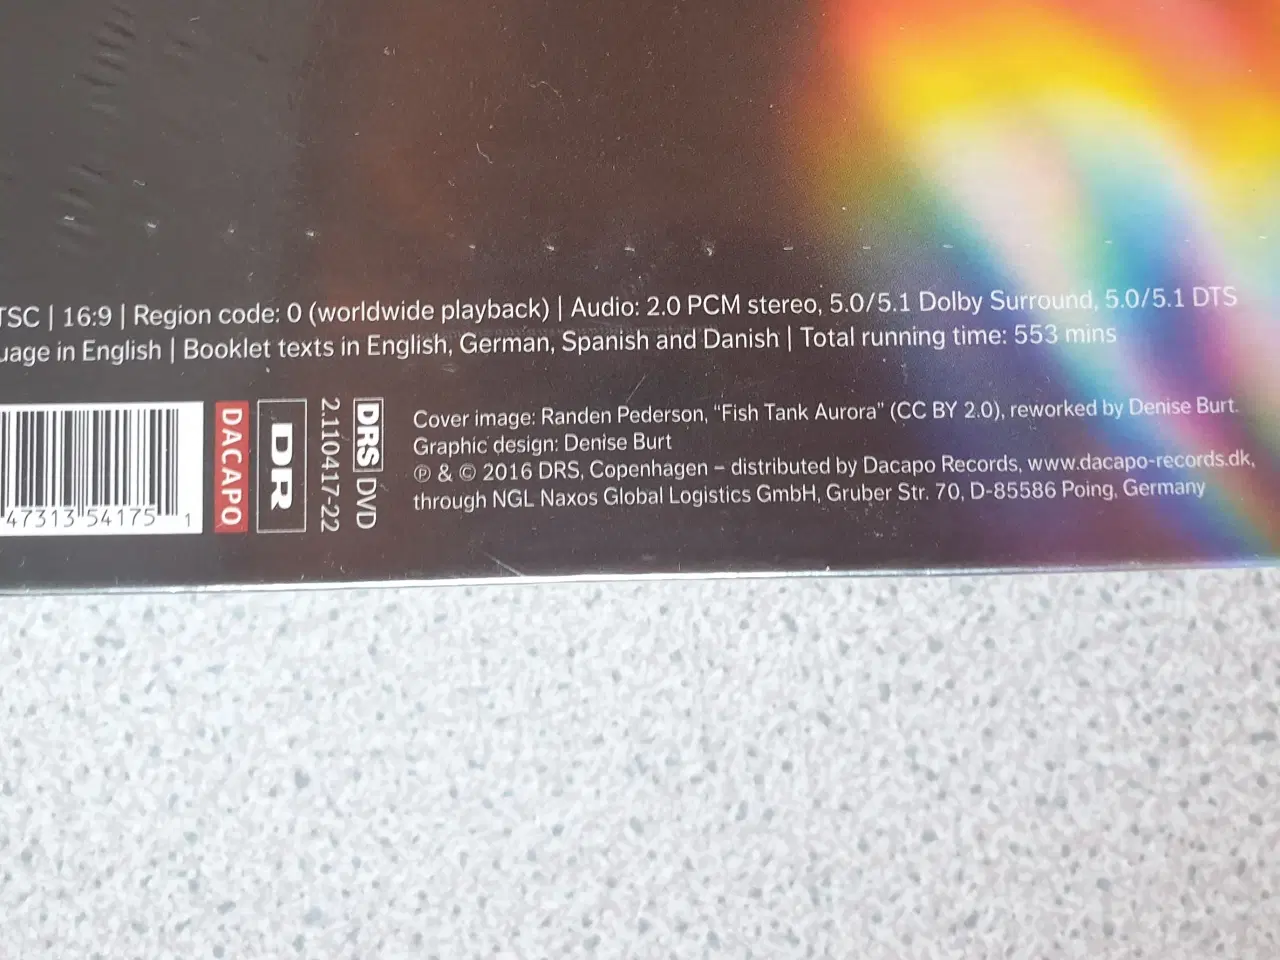 TSC | 16:9 | Region code: 0 (worldwide playback) | Audio: 2.0 PCM stereo, 5.0/5.1 Dolby Surround, 5.0/5.1 DTS
uage in English | Booklet texts in English, German, Spanish and Danish | Total running time: 553 mins
47313 54175 1
DACAPO
DR
2.110417-22
DRS DVD
Cover image: Randen Pederson, “Fish Tank Aurora” (CC BY 2.0), reworked by Denise Burt.
Graphic design: Denise Burt
℗ & © 2016 DRS, Copenhagen – distributed by Dacapo Records, www.dacapo-records.dk,
through NGL Naxos Global Logistics GmbH, Gruber Str. 70, D-85586 Poing, Germany